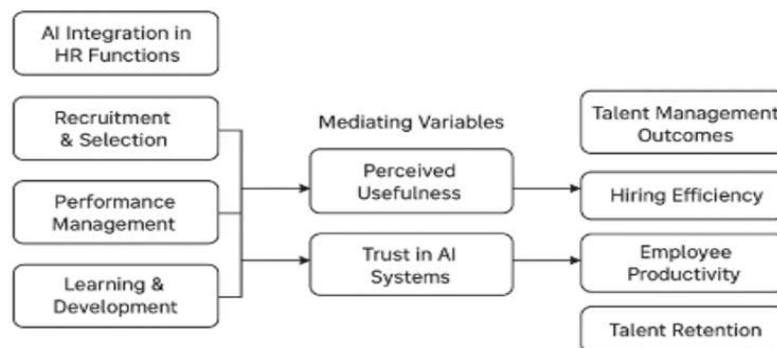 AI Integration in
HR Functions
Recruitment
& Selection
Performance
Management
Learning &
Development
Mediating Variables
Perceived
Usefulness
Trust in AI
Systems
Talent Management
Outcomes
Hiring Efficiency
Employee
Productivity
Talent Retention